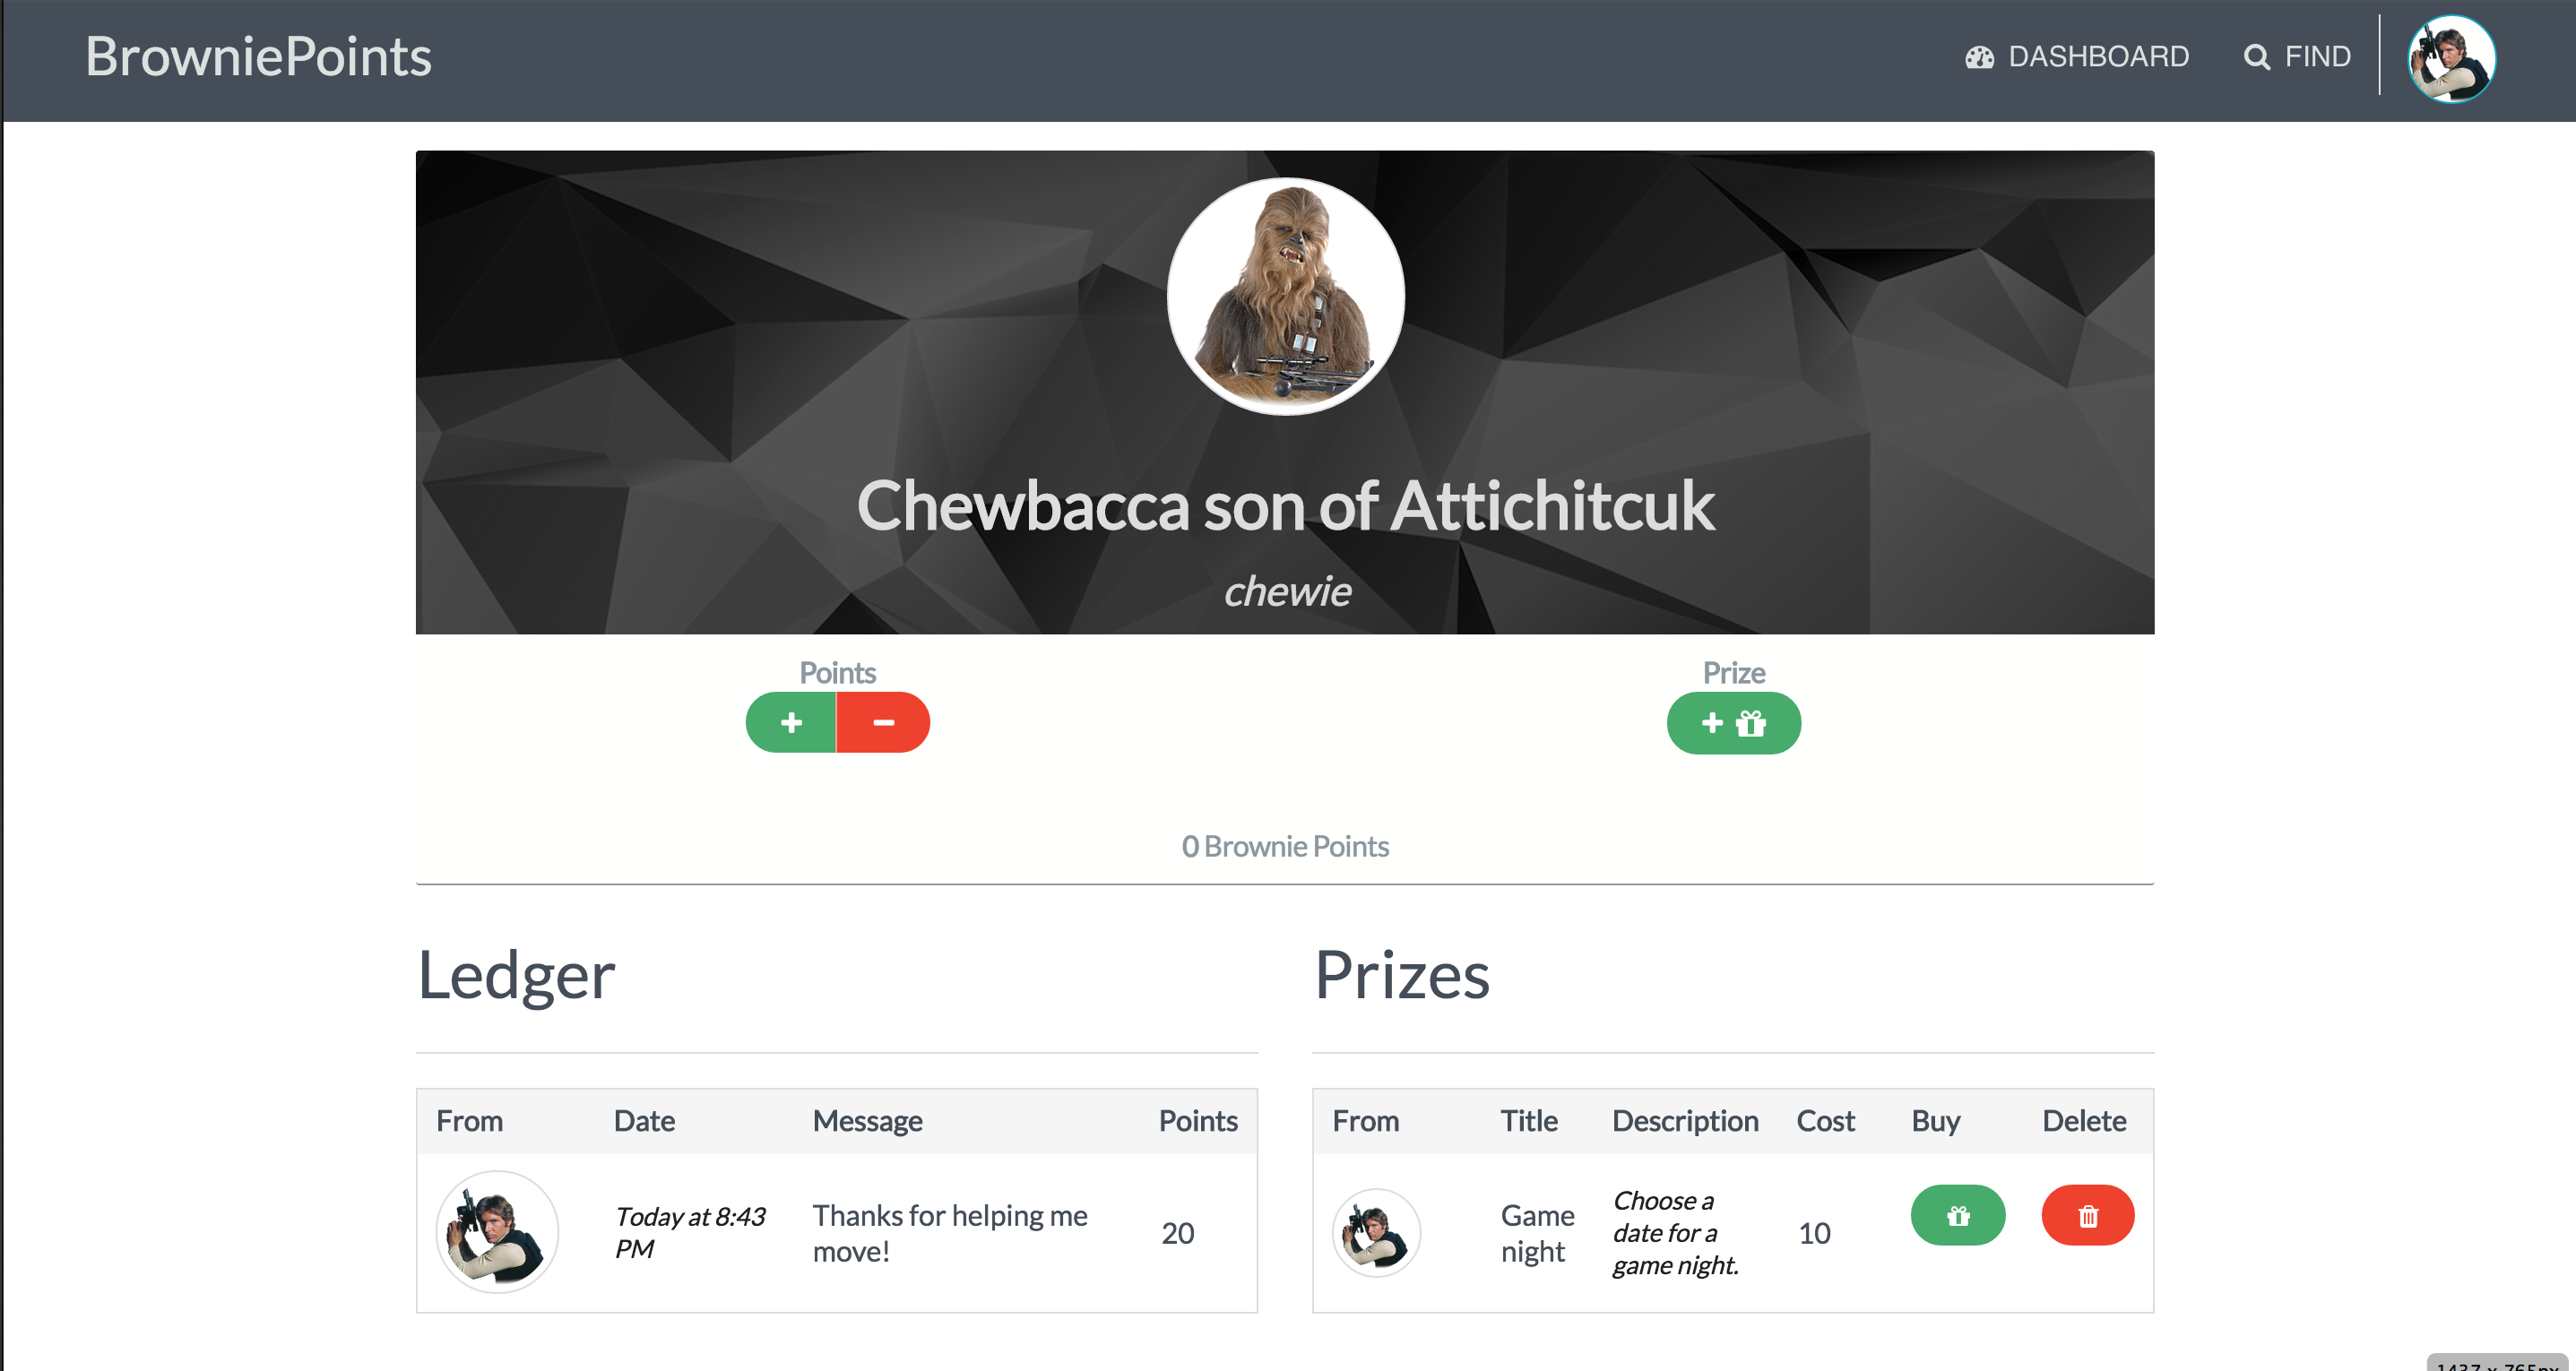 BrowniePoints
DASHBOARD
FIND
Chewbacca son of Attichitcuk
chewie
Points
Prize
0 Brownie Points
Ledger
From Date Message Points
Today at 8:43
PM
Thanks for helping me
move!
20
Prizes
From Title Description Cost Buy Delete
Game
night
Choose a
date for a
game night.
10
1437 x 765px